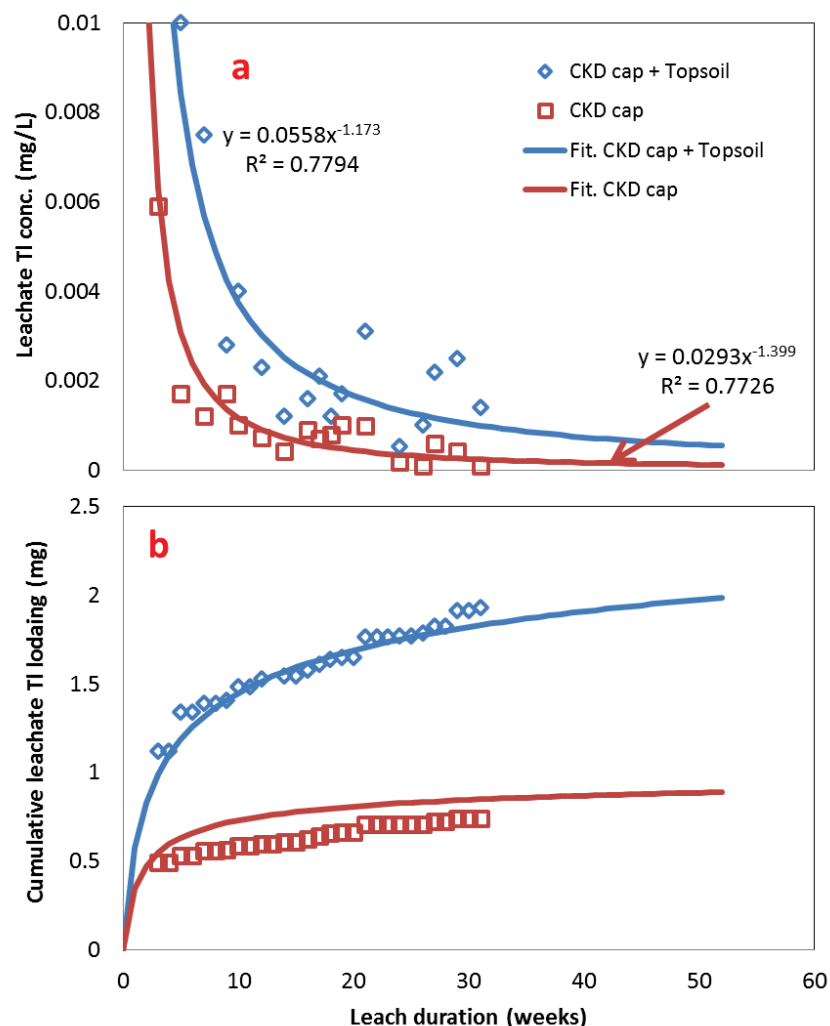 0.01
0.008
0.006
0.004
0.002
0
Leachate Tl conc. (mg/L)
a
CKD cap + Topsoil
CKD cap
Fit. CKD cap + Topsoil
Fit. CKD cap
y = 0.0558x^-1.173
R² = 0.7794
y = 0.0293x^-1.399
R² = 0.7726
2.5
2
1.5
1
0.5
0
Cumulative leachate Tl lodaing (mg)
b
0 10 20 30 40 50 60
Leach duration (weeks)